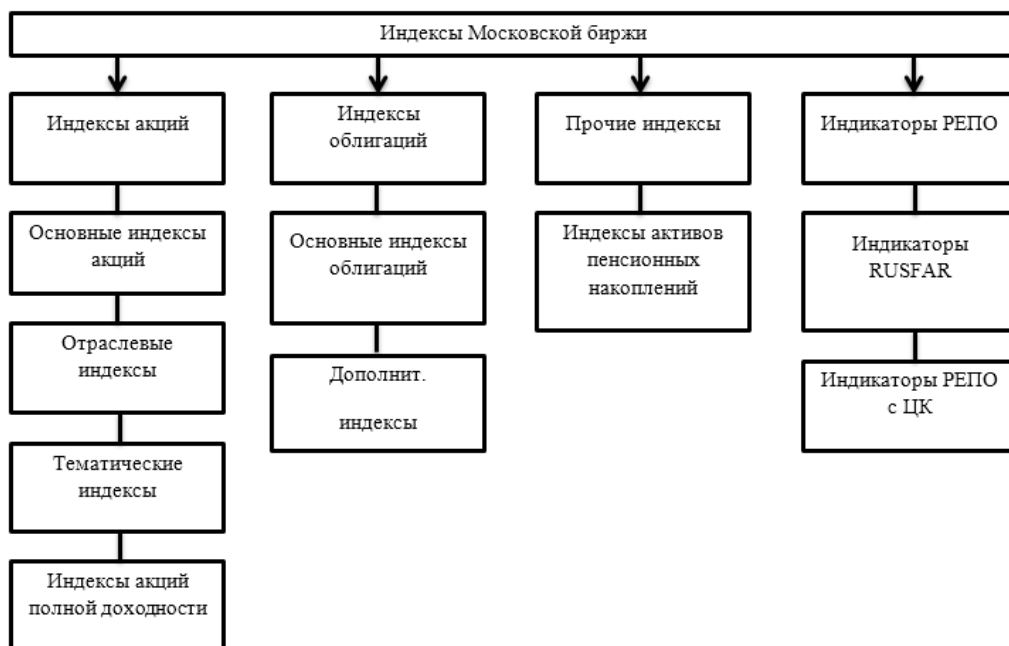 Индексы Московской биржи
Индексы акций
Основные индексы
акций
Отраслевые
индексы
Тематические
индексы
Индексы акций
полной доходности
Индексы
облигаций
Основные индексы
облигаций
Дополнит.
индексы
Прочие индексы
Индексы активов
пенсионных
накоплений
Индикаторы РЕПО
Индикаторы
RUSFAR
Индикаторы РЕПО
с ЦК